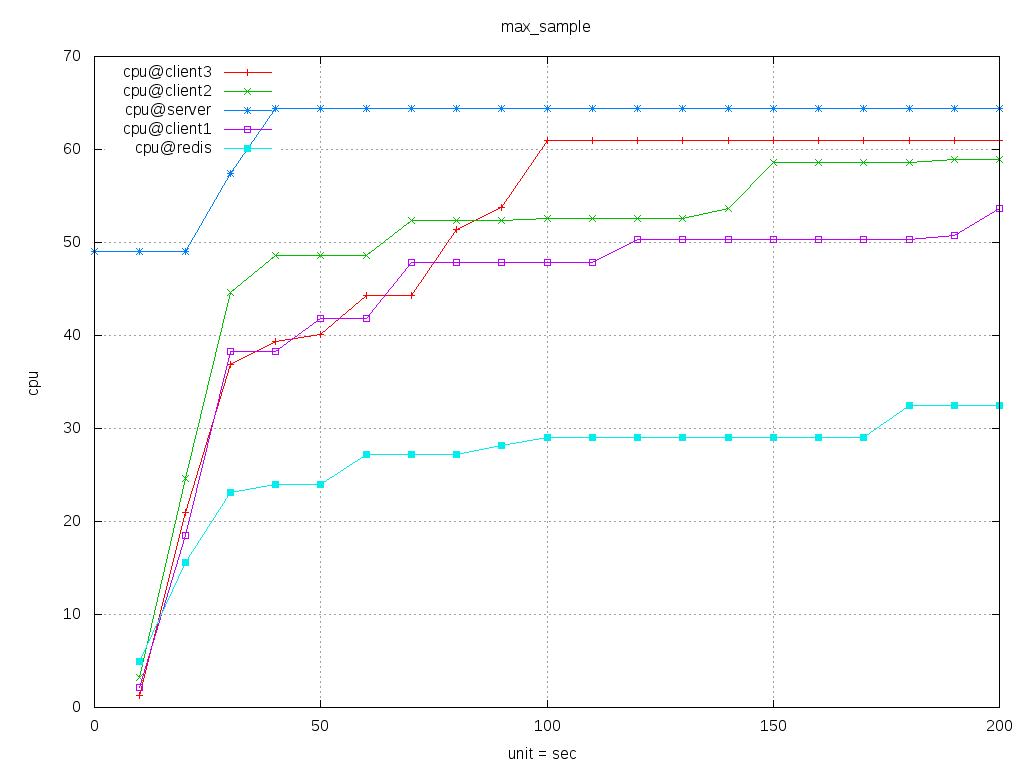 max_sample
70
60
50
40
30
20
10
0
cpu
cpu@client3
cpu@client2
cpu@server
cpu@client1
cpu@redis
0 50 100 150 200
unit = sec